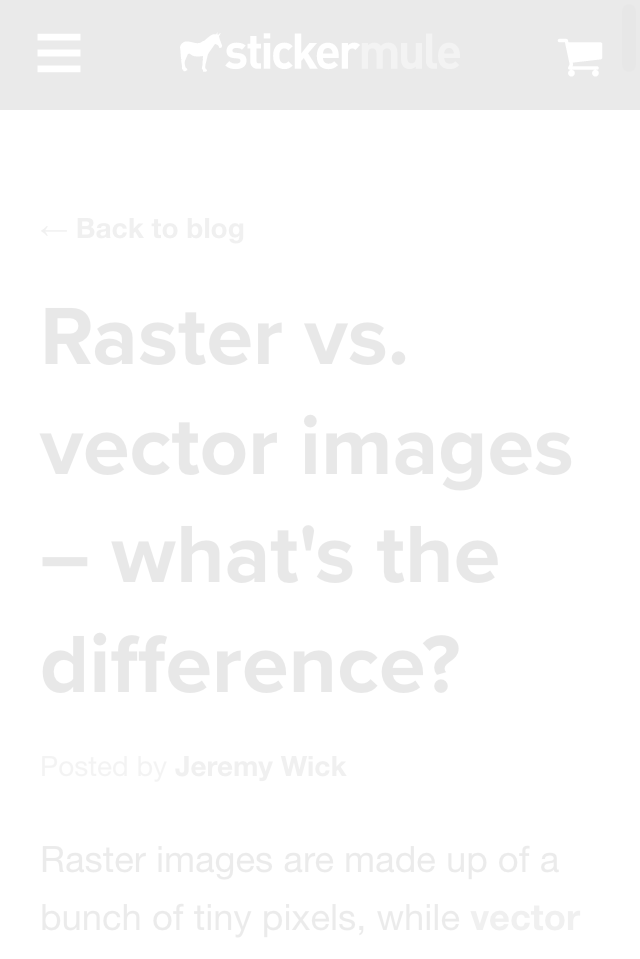 stickermule
← Back to blog
Raster vs.
vector images
– what's the
difference?
Posted by Jeremy Wick
Raster images are made up of a
bunch of tiny pixels, while vector